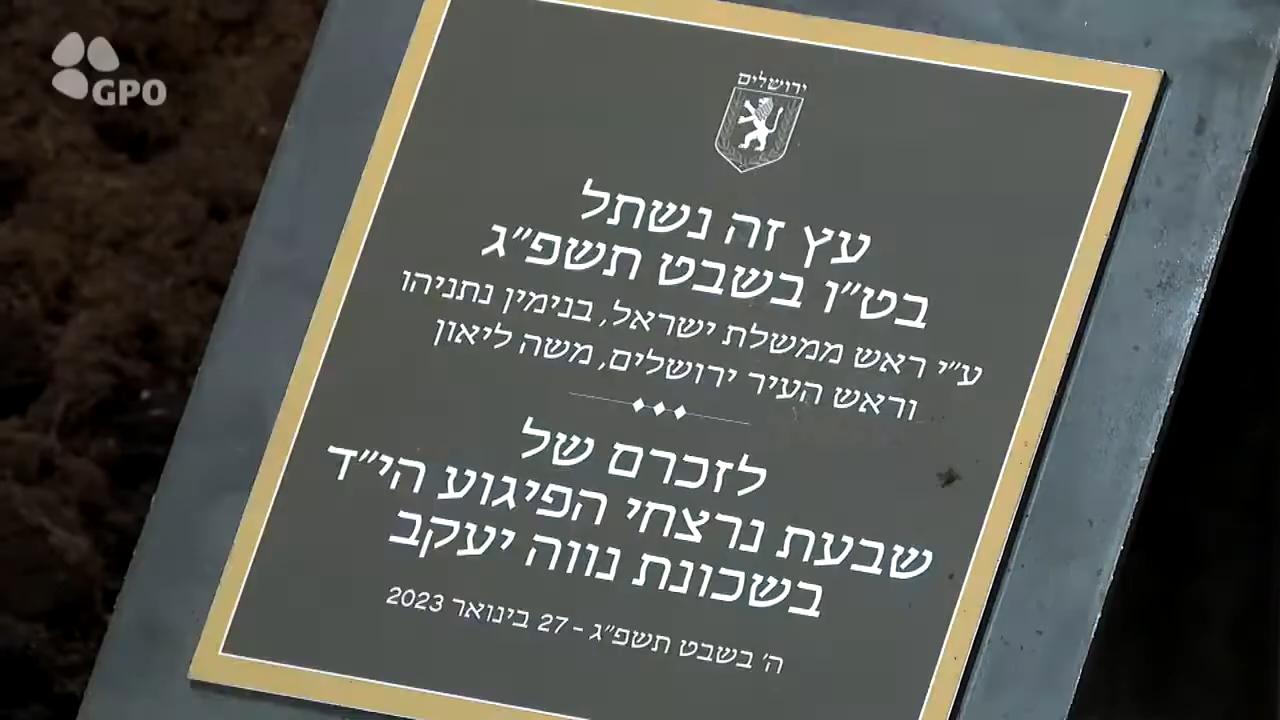 GPO
ירושלים
עץ זה נשתל
בט״ו בשבט תשפ״ג
ע״י ראש ממשלת ישראל, בנימין נתניהו
וראש העיר ירושלים, משה ליאון
לזכרם של
שבעת נרצחי הפיגוע הי״ד
בשכונת נווה יעקב
ה׳ בשבט תשפ״ג - 27 בינואר 2023